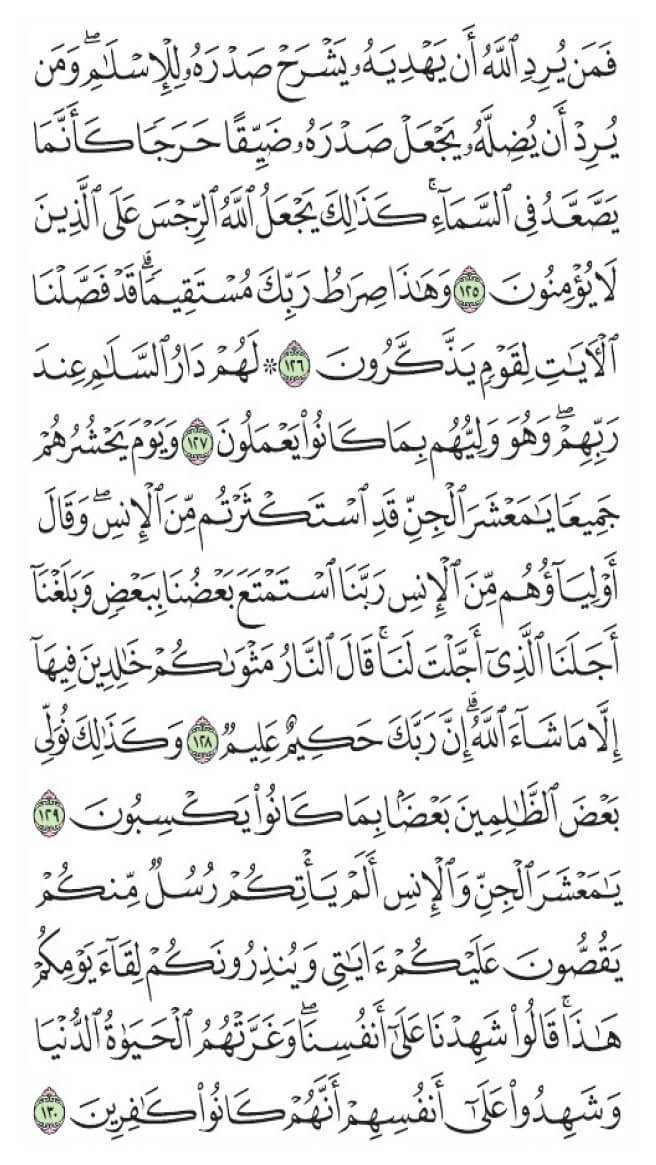 فَمَن يُرِدِ ٱللَّهُ أَن يَهْدِيَهُۥ يَشْرَحْ صَدْرَهُۥ لِلْإِسْلَٰمِۖ وَمَن
يُرِدْ أَن يُضِلَّهُۥ يَجْعَلْ صَدْرَهُۥ ضَيِّقًا حَرَجًا كَأَنَّمَا
يَصَّعَّدُ فِي ٱلسَّمَآءِۚ كَذَٰلِكَ يَجْعَلُ ٱللَّهُ ٱلرِّجْسَ عَلَى ٱلَّذِينَ
لَا يُؤْمِنُونَ ١٢٥ وَهَٰذَا صِرَٰطُ رَبِّكَ مُسْتَقِيمٗاۗ قَدْ فَصَّلْنَا
ٱلْأٓيَٰتِ لِقَوْمٖ يَذَّكَّرُونَ ١٢٦ ۞ لَهُمْ دَارُ ٱلسَّلَٰمِ عِندَ
رَبِّهِمْۖ وَهُوَ وَلِيُّهُم بِمَا كَانُوا۟ يَعْمَلُونَ ١٢٧ وَيَوْمَ يَحْشُرُهُمْ
جَمِيعٗا يَٰمَعْشَرَ ٱلْجِنِّ قَدِ ٱسْتَكْثَرْتُم مِّنَ ٱلْإِنسِۖ وَقَالَ
أَوْلِيَآؤُهُم مِّنَ ٱلْإِنسِ رَبَّنَا ٱسْتَمْتَعَ بَعْضُنَا بِبَعْضٖ وَبَلَغْنَآ
أَجَلَنَا ٱلَّذِيٓ أَجَّلْتَ لَنَاۚ قَالَ ٱلنَّارُ مَثْوَىٰكُمْ خَٰلِدِينَ فِيهَآ
إِلَّا مَا شَآءَ ٱللَّهُۗ إِنَّ رَبَّكَ حَكِيمٌ عَلِيمٞ ١٢٨ وَكَذَٰلِكَ نُوَلِّي
بَعْضَ ٱلظَّٰلِمِينَ بَعْضَۢا بِمَا كَانُوا۟ يَكْسِبُونَ ١٢٩
يَٰمَعْشَرَ ٱلْجِنِّ وَٱلْإِنسِ أَلَمْ يَأْتِكُمْ رُسُلٞ مِّنكُمْ
يَقُصُّونَ عَلَيْكُمْ ءَايَٰتِي وَيُنذِرُونَكُمْ لِقَآءَ يَوْمِكُمْ
هَٰذَاۚ قَالُوا۟ شَهِدْنَا عَلَىٰٓ أَنفُسِنَاۖ وَغَرَّتْهُمُ ٱلْحَيَوٰةُ ٱلدُّنْيَا
وَشَهِدُوا۟ عَلَىٰٓ أَنفُسِهِمْ أَنَّهُمْ كَانُوا۟ كَٰفِرِينَ ١٣٠